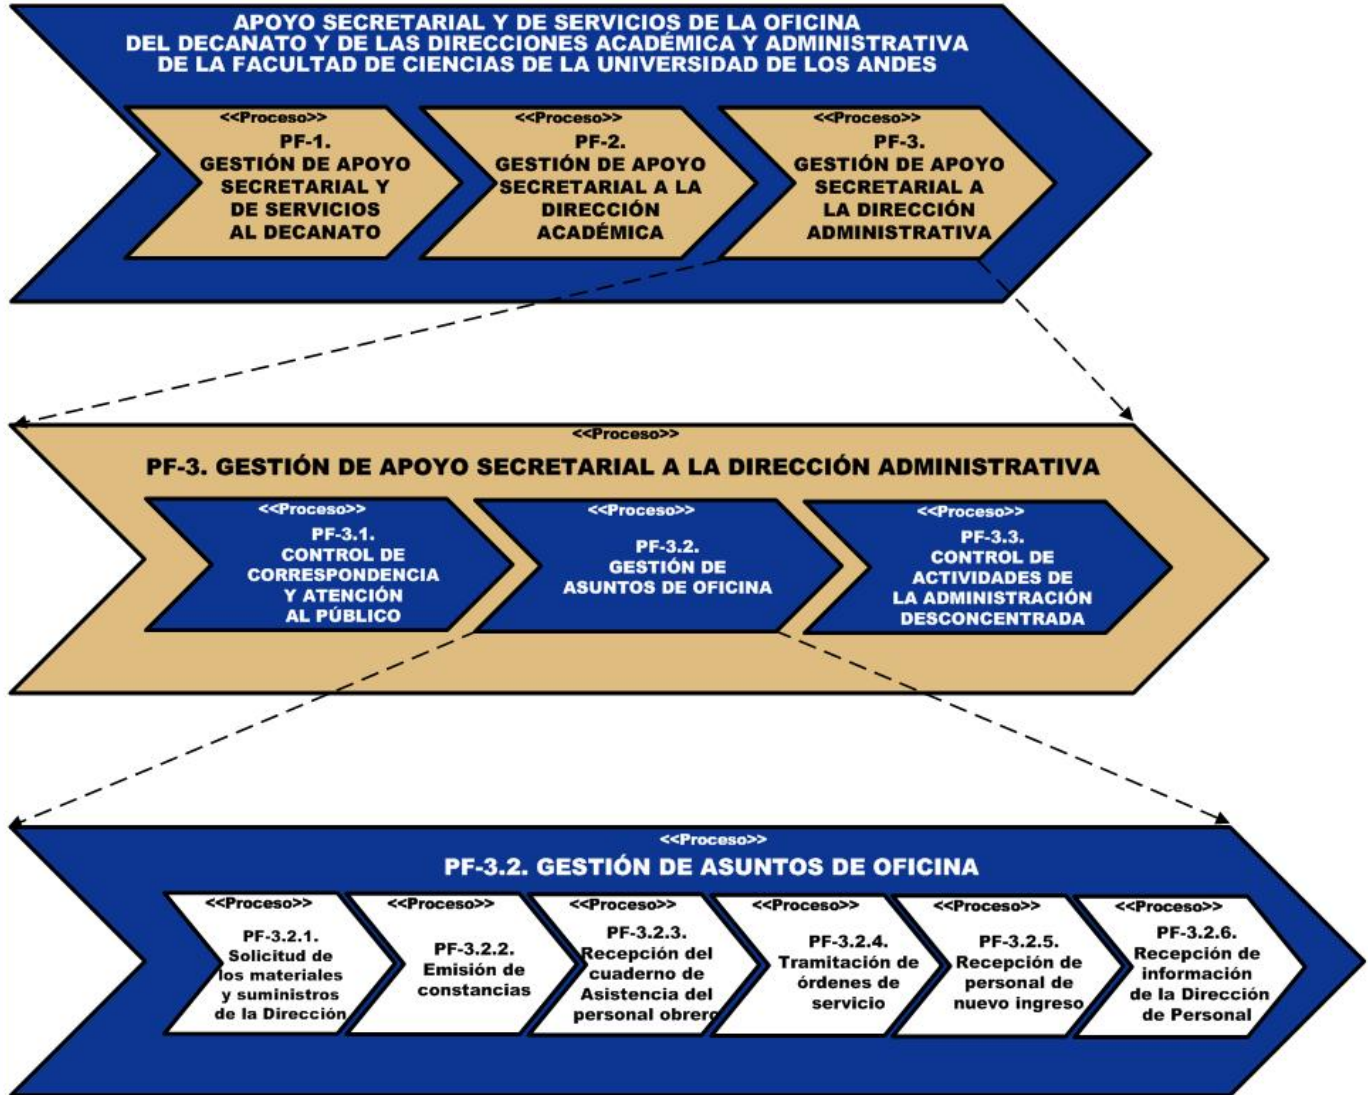 APOYO SECRETARIAL Y DE SERVICIOS DE LA OFICINA
DEL DECANATO Y DE LAS DIRECCIONES ACADÉMICA Y ADMINISTRATIVA
DE LA FACULTAD DE CIENCIAS DE LA UNIVERSIDAD DE LOS ANDES
<<Proceso>>
PF-1.
GESTIÓN DE APOYO
SECRETARIAL Y
DE SERVICIOS
AL DECANATO
<<Proceso>>
PF-2.
GESTIÓN DE APOYO
SECRETARIAL A LA
DIRECCIÓN
ACADÉMICA
<<Proceso>>
PF-3.
GESTIÓN DE APOYO
SECRETARIAL A
LA DIRECCIÓN
ADMINISTRATIVA
<<Proceso>>
PF-3. GESTIÓN DE APOYO SECRETARIAL A LA DIRECCIÓN ADMINISTRATIVA
<<Proceso>>
PF-3.1.
CONTROL DE
CORRESPONDENCIA
Y ATENCIÓN
AL PÚBLICO
<<Proceso>>
PF-3.2.
GESTIÓN DE
ASUNTOS DE OFICINA
<<Proceso>>
PF-3.3.
CONTROL DE
ACTIVIDADES DE
LA ADMINISTRACIÓN
DESCONCENTRADA
<<Proceso>>
PF-3.2. GESTIÓN DE ASUNTOS DE OFICINA
<<Proceso>>
PF-3.2.1.
Solicitud de
los materiales
y suministros
de la Dirección
<<Proceso>>
PF-3.2.2.
Emisión de
constancias
<<Proceso>>
PF-3.2.3.
Recepción del
cuaderno de
Asistencia del
personal obrero
<<Proceso>>
PF-3.2.4.
Tramitación de
órdenes de
servicio
<<Proceso>>
PF-3.2.5.
Recepción de
personal de
nuevo ingreso
<<Proceso>>
PF-3.2.6.
Recepción de
información
de la Dirección
de Personal